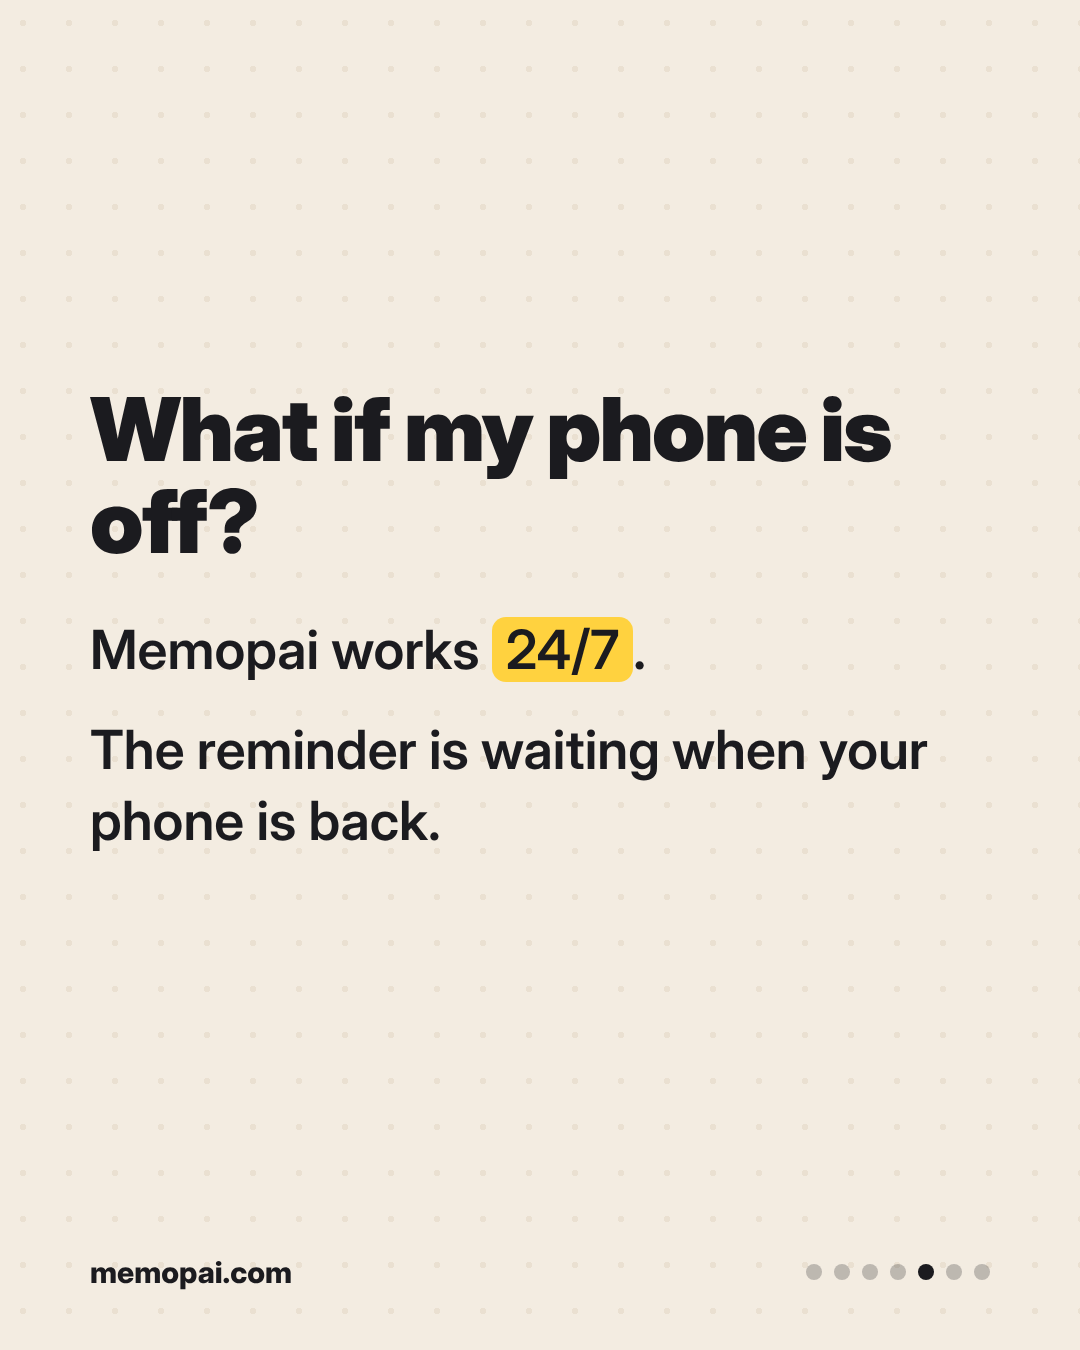 What if my phone is
off?
Memopai works 24/7.
The reminder is waiting when your
phone is back.
memopai.com